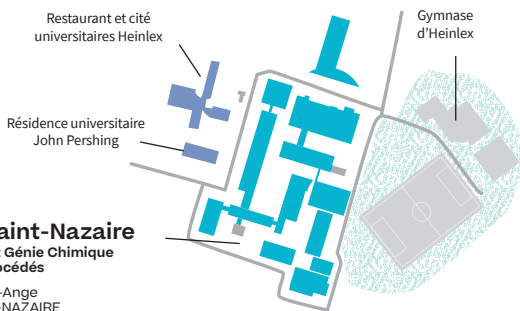 Restaurant et cité
universitaires Heinlex
Gymnase
d'Heinlex
Résidence universitaire
John Pershing
aint-Nazaire
Génie Chimique
océdés
-Ange
-NAZAIRE